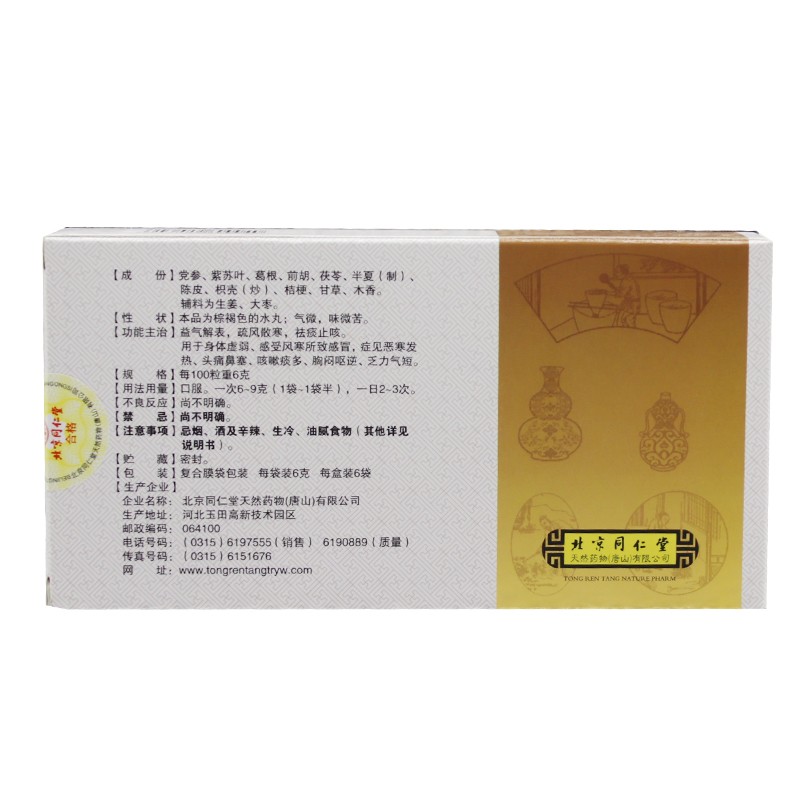 【成　份】党参、紫苏叶、葛根、前胡、茯苓、半夏(制)、
陈皮、枳壳(炒)、桔梗、甘草、木香。
辅料为生姜、大枣。
【性　状】本品为棕褐色的水丸；气微，味微苦。
【功能主治】益气解表，疏风散寒，祛痰止咳。
用于身体虚弱、感受风寒所致感冒，症见恶寒发
热、头痛鼻塞、咳嗽痰多、胸闷呕逆、乏力气短。
【规　格】每100粒重6克
【用法用量】口服。一次6~9克(1袋~1袋半)，一日2~3次。
【不良反应】尚不明确。
【禁　忌】尚不明确。
【注意事项】忌烟、酒及辛辣、生冷、油腻食物(其他详见
说明书)。
【贮　藏】密封。
【包　装】复合膜袋包装 每袋装6克 每盒装6袋
【生产企业】
企业名称：北京同仁堂天然药物(唐山)有限公司
生产地址：河北玉田高新技术园区
邮政编码：064100
电话号码：(0315)6197555(销售) 6190889(质量)
传真号码：(0315)6151676
网　址：www.tongrentangtryw.com
北京同仁堂
合格
北京同仁堂
天然药物(唐山)有限公司
TONG REN TANG NATURE PHARM